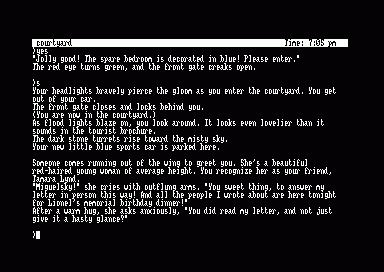 courtyard Time: 7:05 pm
>yes
"Jolly good! The spare bedroom is decorated in blue! Please enter."
The red eye turns green, and the front gate creaks open.
>s
Your headlights bravely pierce the gloom as you enter the courtyard. You get
out of your car.
The front gate closes and locks behind you.
(You are now in the courtyard.)
As flood lights blaze on, you look around. It looks even lovelier than it
sounds in the tourist brochure.
The dark stone turrets rise toward the misty sky.
Your new little blue sports car is parked here.
Someone comes running out of the wing to greet you. She's a beautiful
red-haired young woman of average height. You recognize her as your friend,
Tamara Lynd.
"Miguelsky!" she cries with outflung arms. "You sweet thing, to answer my
letter in person this way! And all the people I wrote about are here tonight
for Lionel's memorial birthday dinner!"
After a warm hug, she asks anxiously, "You did read my letter, and not just
give it a hasty glance?"
>